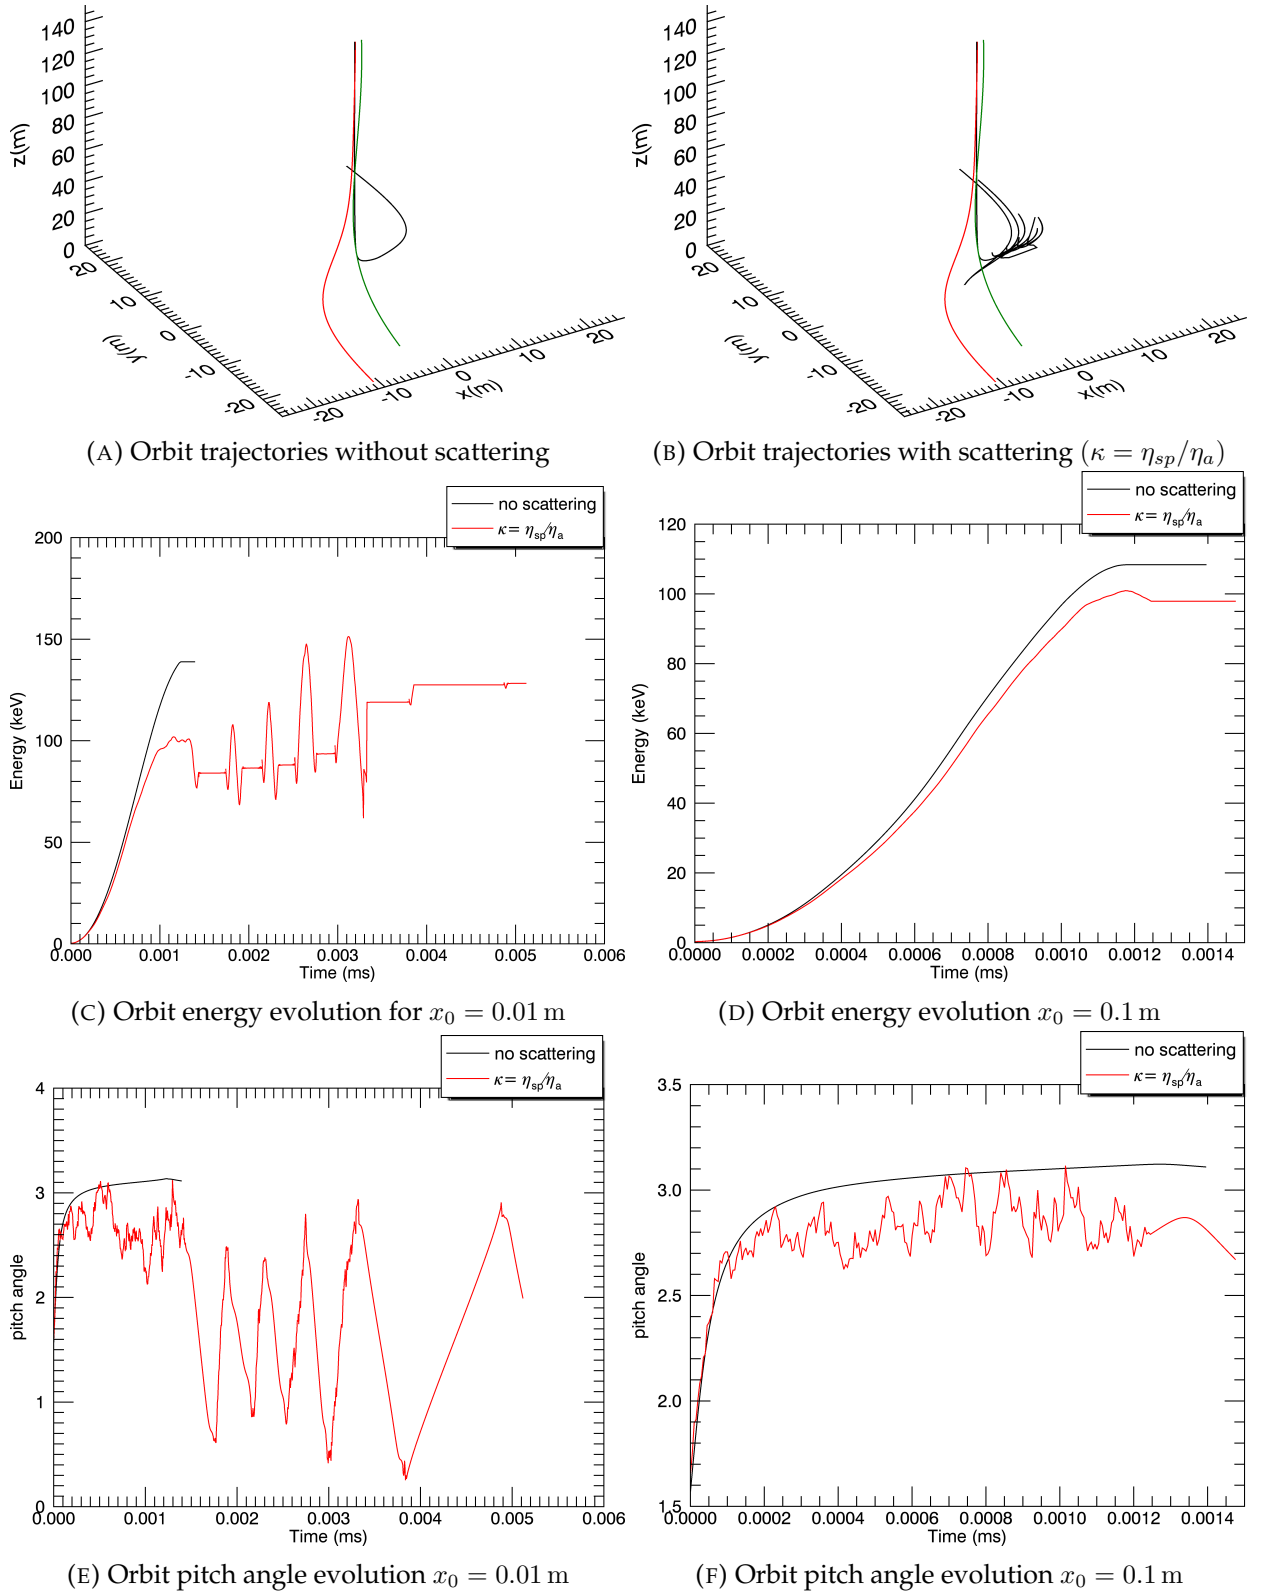 140
120
100
80
60
40
20
0
z(m)
20
10
0
-10
-20
y(m)
-20
-10
0
10
20
x(m)
(A) Orbit trajectories without scattering
140
120
100
80
60
40
20
0
z(m)
20
10
0
-10
-20
y(m)
-20
-10
0
10
20
x(m)
(B) Orbit trajectories with scattering (κ = η_sp/η_a)
no scattering
κ= η_sp/η_a
200
150
100
50
0
Energy (keV)
0.000 0.001 0.002 0.003 0.004 0.005 0.006
Time (ms)
(C) Orbit energy evolution for x_0 = 0.01 m
no scattering
κ= η_sp/η_a
120
100
80
60
40
20
0
Energy (keV)
0.0000 0.0002 0.0004 0.0006 0.0008 0.0010 0.0012 0.0014
Time (ms)
(D) Orbit energy evolution x_0 = 0.1 m
no scattering
κ= η_sp/η_a
4
3
2
1
0
pitch angle
0.000 0.001 0.002 0.003 0.004 0.005 0.006
Time (ms)
(E) Orbit pitch angle evolution x_0 = 0.01 m
no scattering
κ= η_sp/η_a
3.5
3.0
2.5
2.0
1.5
pitch angle
0.0000 0.0002 0.0004 0.0006 0.0008 0.0010 0.0012 0.0014
Time (ms)
(F) Orbit pitch angle evolution x_0 = 0.1 m